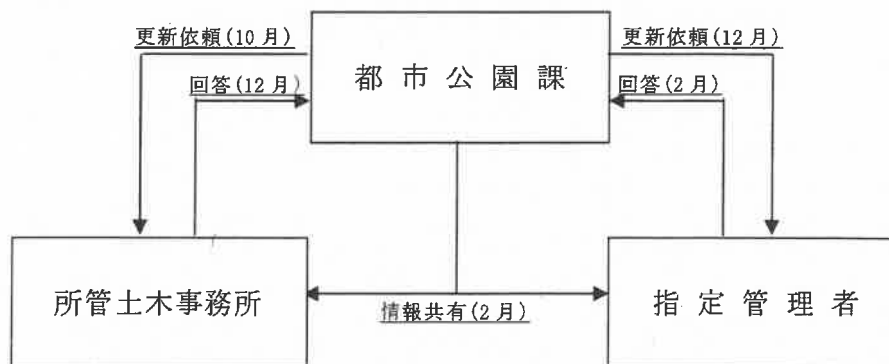 更新依頼(10月)
更新依頼(12月)
都市公園課
回答(12月)
回答(2月)
所管土木事務所
情報共有(2月)
指定管理者